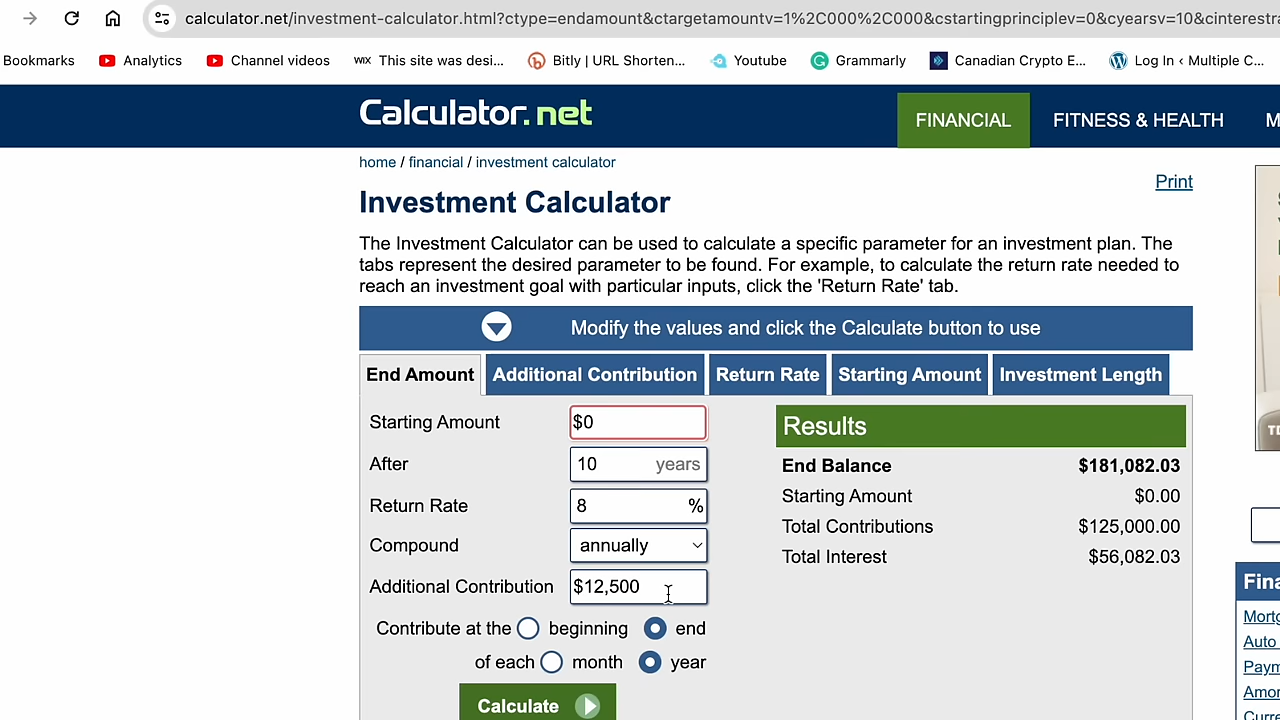 calculator.net/investment-calculator.html?ctype=endamount&ctargetamountv=1%2C000%2C000&cstartingprinciplev=0&cyearsv=10&cinterestra
Bookmarks Analytics Channel videos WIX This site was desi... Bitly | URL Shorten... Youtube Grammarly Canadian Crypto E... Log In ‹ Multiple C...
Calculator.net FINANCIAL FITNESS & HEALTH M
home / financial / investment calculator
Print
Investment Calculator
The Investment Calculator can be used to calculate a specific parameter for an investment plan. The
tabs represent the desired parameter to be found. For example, to calculate the return rate needed to
reach an investment goal with particular inputs, click the 'Return Rate' tab.
Modify the values and click the Calculate button to use
End Amount Additional Contribution Return Rate Starting Amount Investment Length
Starting Amount $0
After 10 years
Return Rate 8 %
Compound annually
Additional Contribution $12,500
Contribute at the beginning end
of each month year
Calculate
Results
End Balance $181,082.03
Starting Amount $0.00
Total Contributions $125,000.00
Total Interest $56,082.03
Fina
Mortg
Auto
Paym
Amor